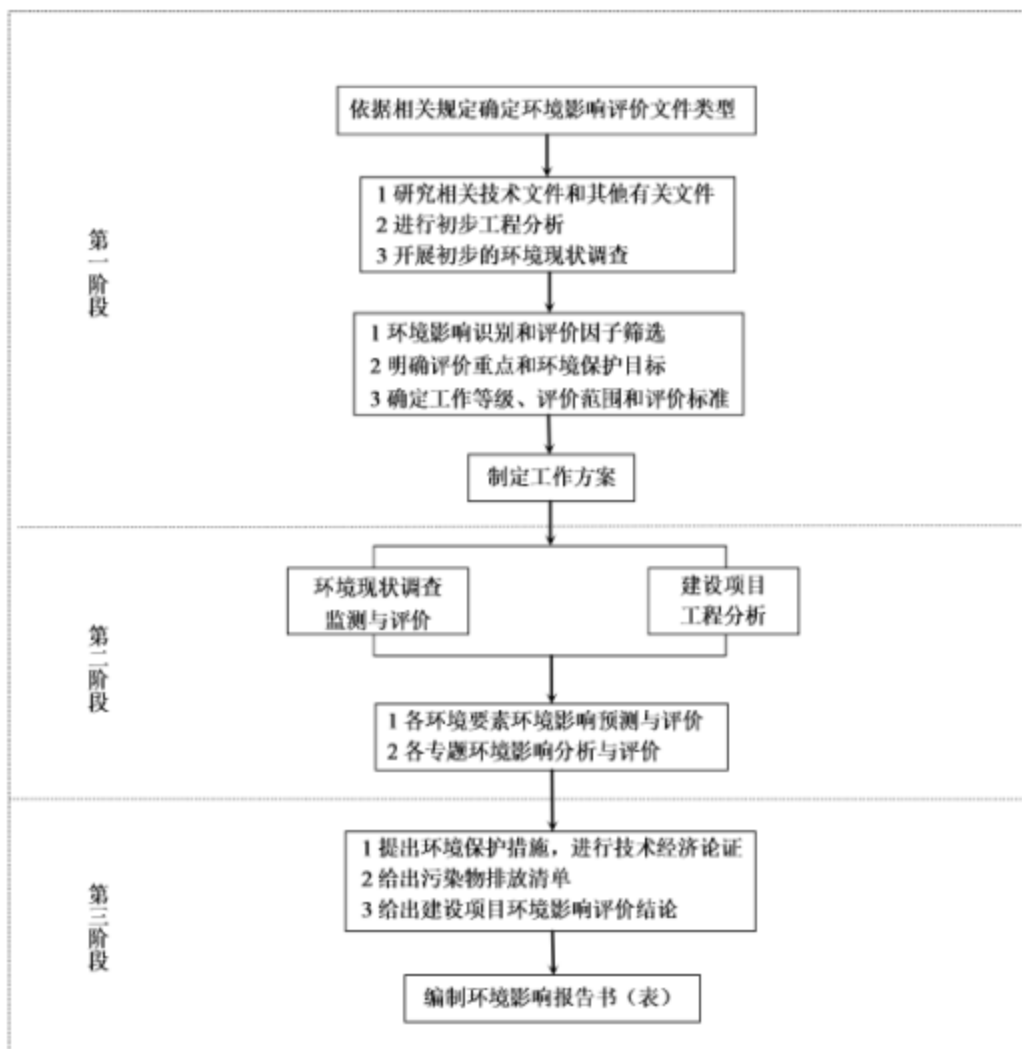 依据相关规定确定环境影响评价文件类型
1 研究相关技术文件和其他有关文件
2 进行初步工程分析
3 开展初步的环境现状调查
第一阶段
1 环境影响识别和评价因子筛选
2 明确评价重点和环境保护目标
3 确定工作等级、评价范围和评价标准
制定工作方案
环境现状调查
监测与评价
建设项目
工程分析
第二阶段
1 各环境要素环境影响预测与评价
2 各专题环境影响分析与评价
1 提出环境保护措施，进行技术经济论证
2 给出污染物排放清单
3 给出建设项目环境影响评价结论
第三阶段
编制环境影响报告书（表）